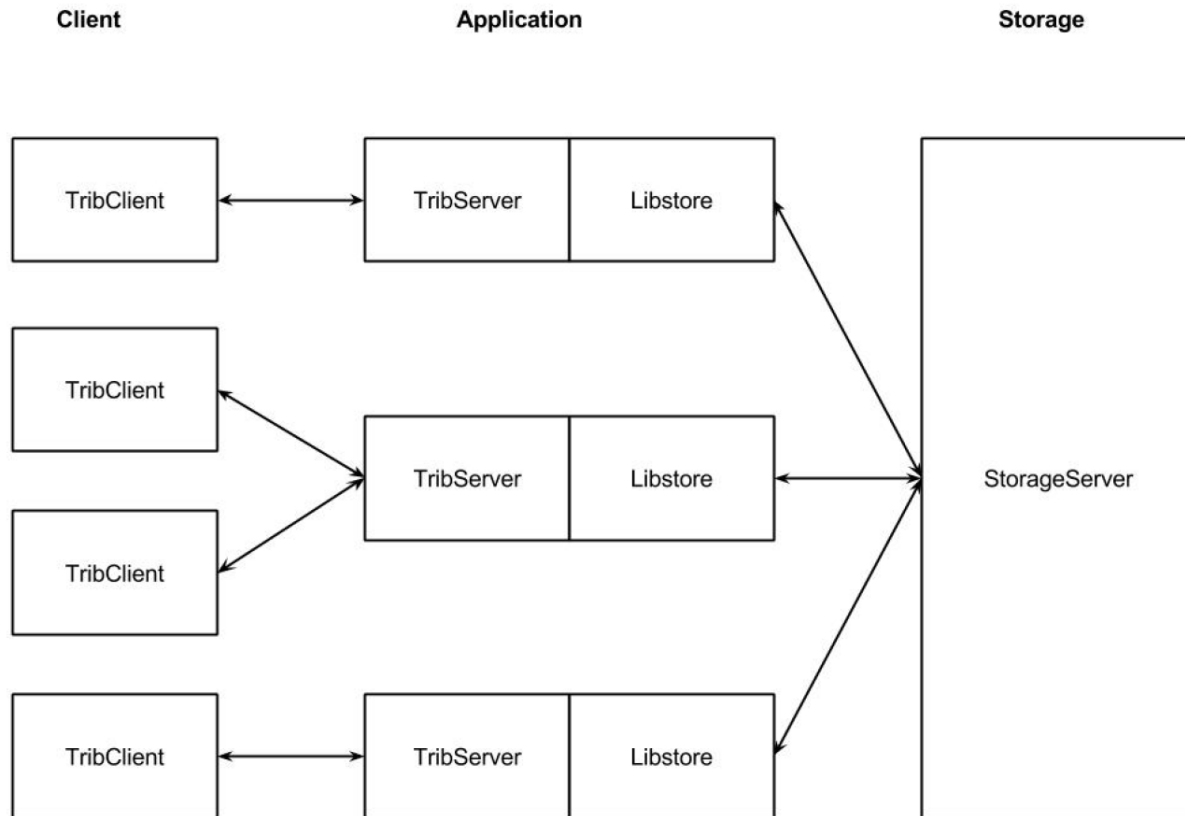 Client
Application
Storage
TribClient
TribServer
Libstore
TribClient
TribServer
Libstore
StorageServer
TribClient
TribClient
TribServer
Libstore